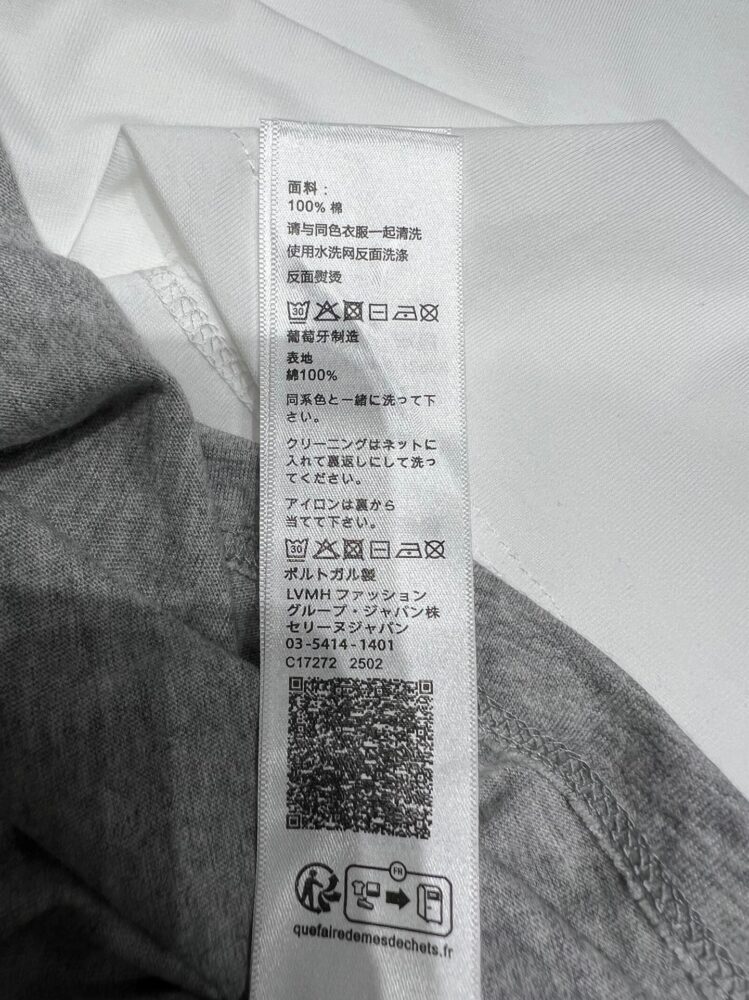 面料：
100% 棉
请与同色衣服一起清洗
使用水洗网反面洗涤
反面熨烫
30
葡萄牙制造
表地
綿100%
同系色と一緒に洗って下
さい。
クリーニングはネットに
入れて裏返しにして洗っ
てください。
アイロンは裏から
当てて下さい。
30
ポルトガル製
LVMH ファッション
グループ・ジャパン株
セリーヌジャパン
03-5414-1401
C17272 2502
FR
quefairedemesdechets.fr